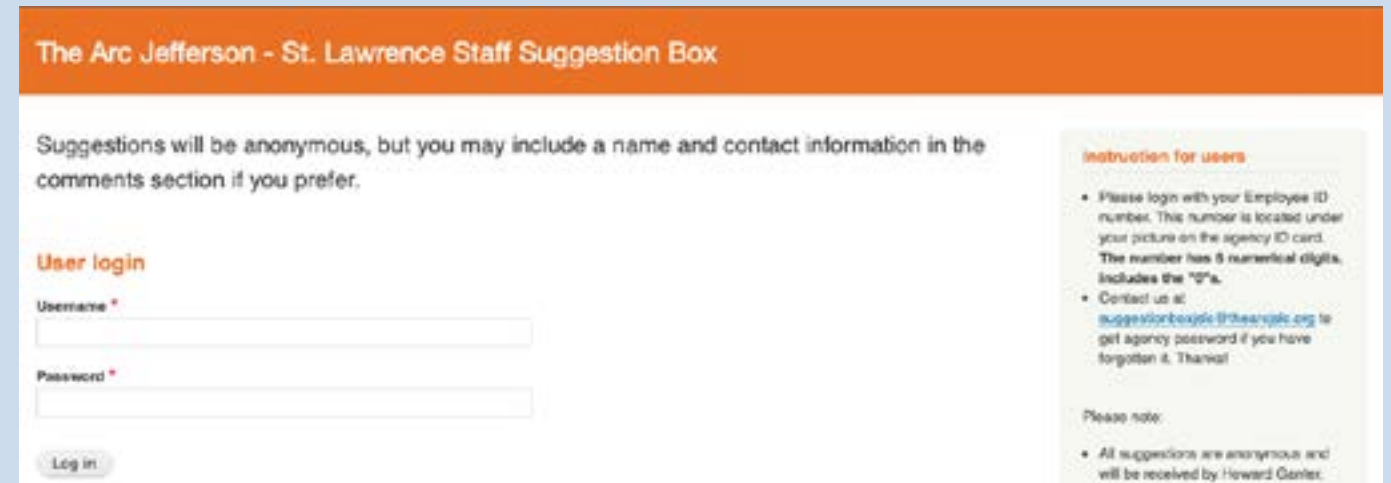 The Arc Jefferson - St. Lawrence Staff Suggestion Box
Suggestions will be anonymous, but you may include a name and contact information in the
comments section if you prefer.
User login
Username *
Password *
Log in
Instruction for users
• Please login with your Employee ID
number. This number is located under
your picture on the agency ID card.
The number has numerical digits,
includes the "0"s.
• Contact us at
to
get agency password if you have
forgotten it. Thanks!
Please note:
• All suggestions are anonymous and
will be received by Howard Ganter,